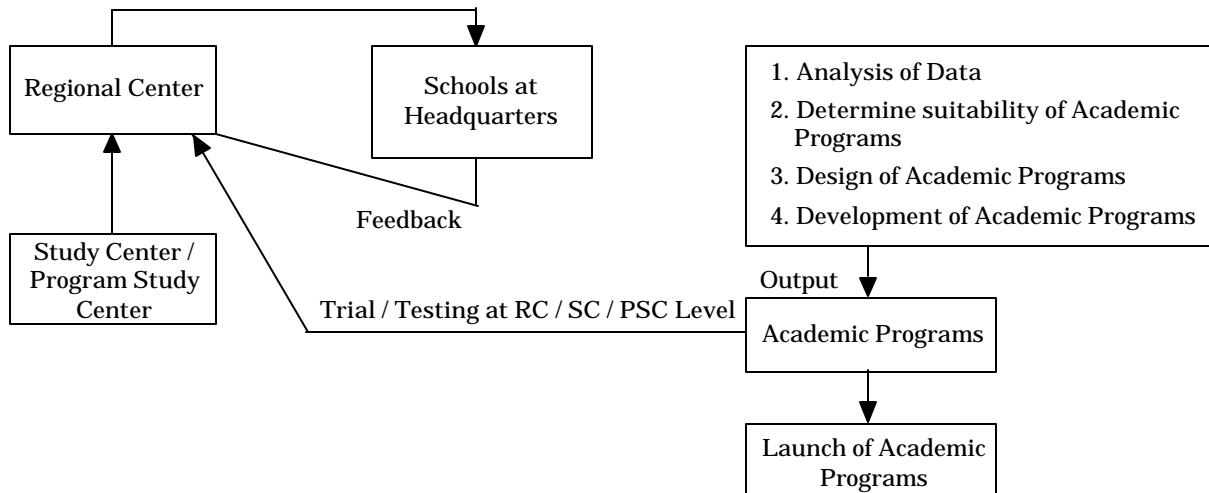 Regional Center
Schools at
Headquarters
1. Analysis of Data
2. Determine suitability of Academic
Programs
3. Design of Academic Programs
4. Development of Academic Programs
Feedback
Study Center /
Program Study
Center
Output
Trial / Testing at RC / SC / PSC Level
Academic Programs
Launch of Academic
Programs